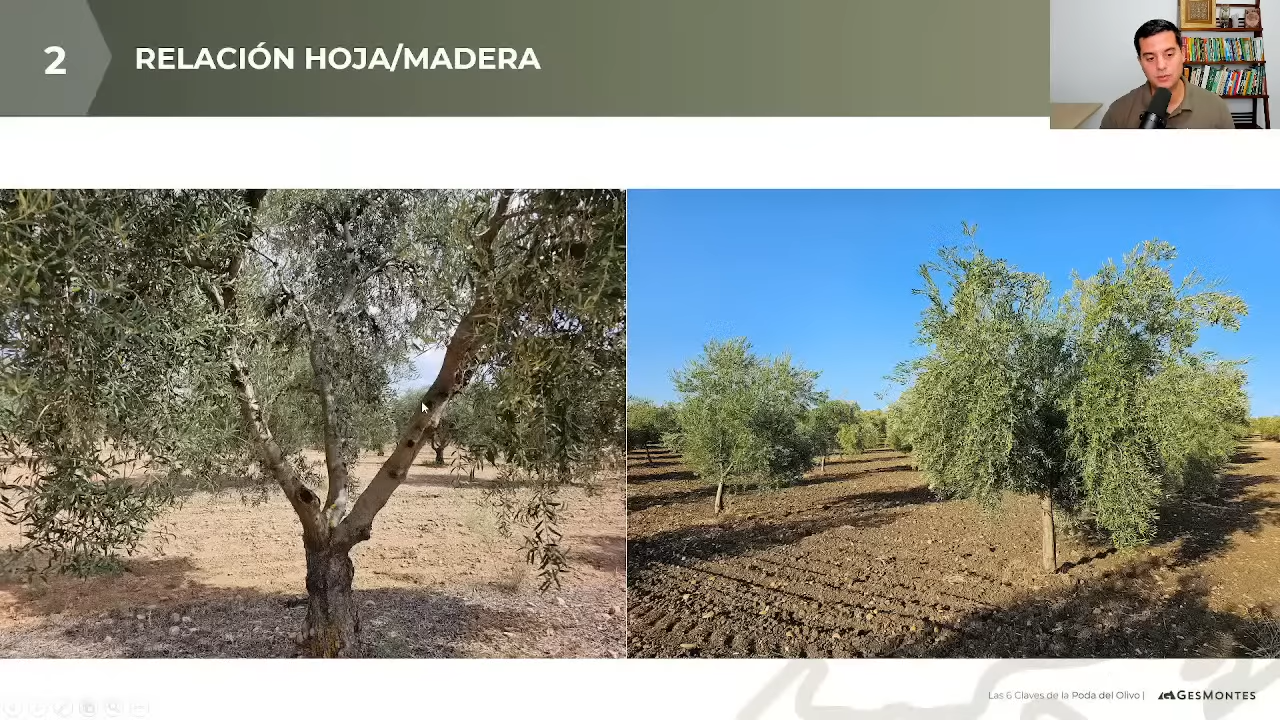 2
RELACIÓN HOJA/MADERA
Las 6 Claves de la Poda del Olivo |
GESMONTES